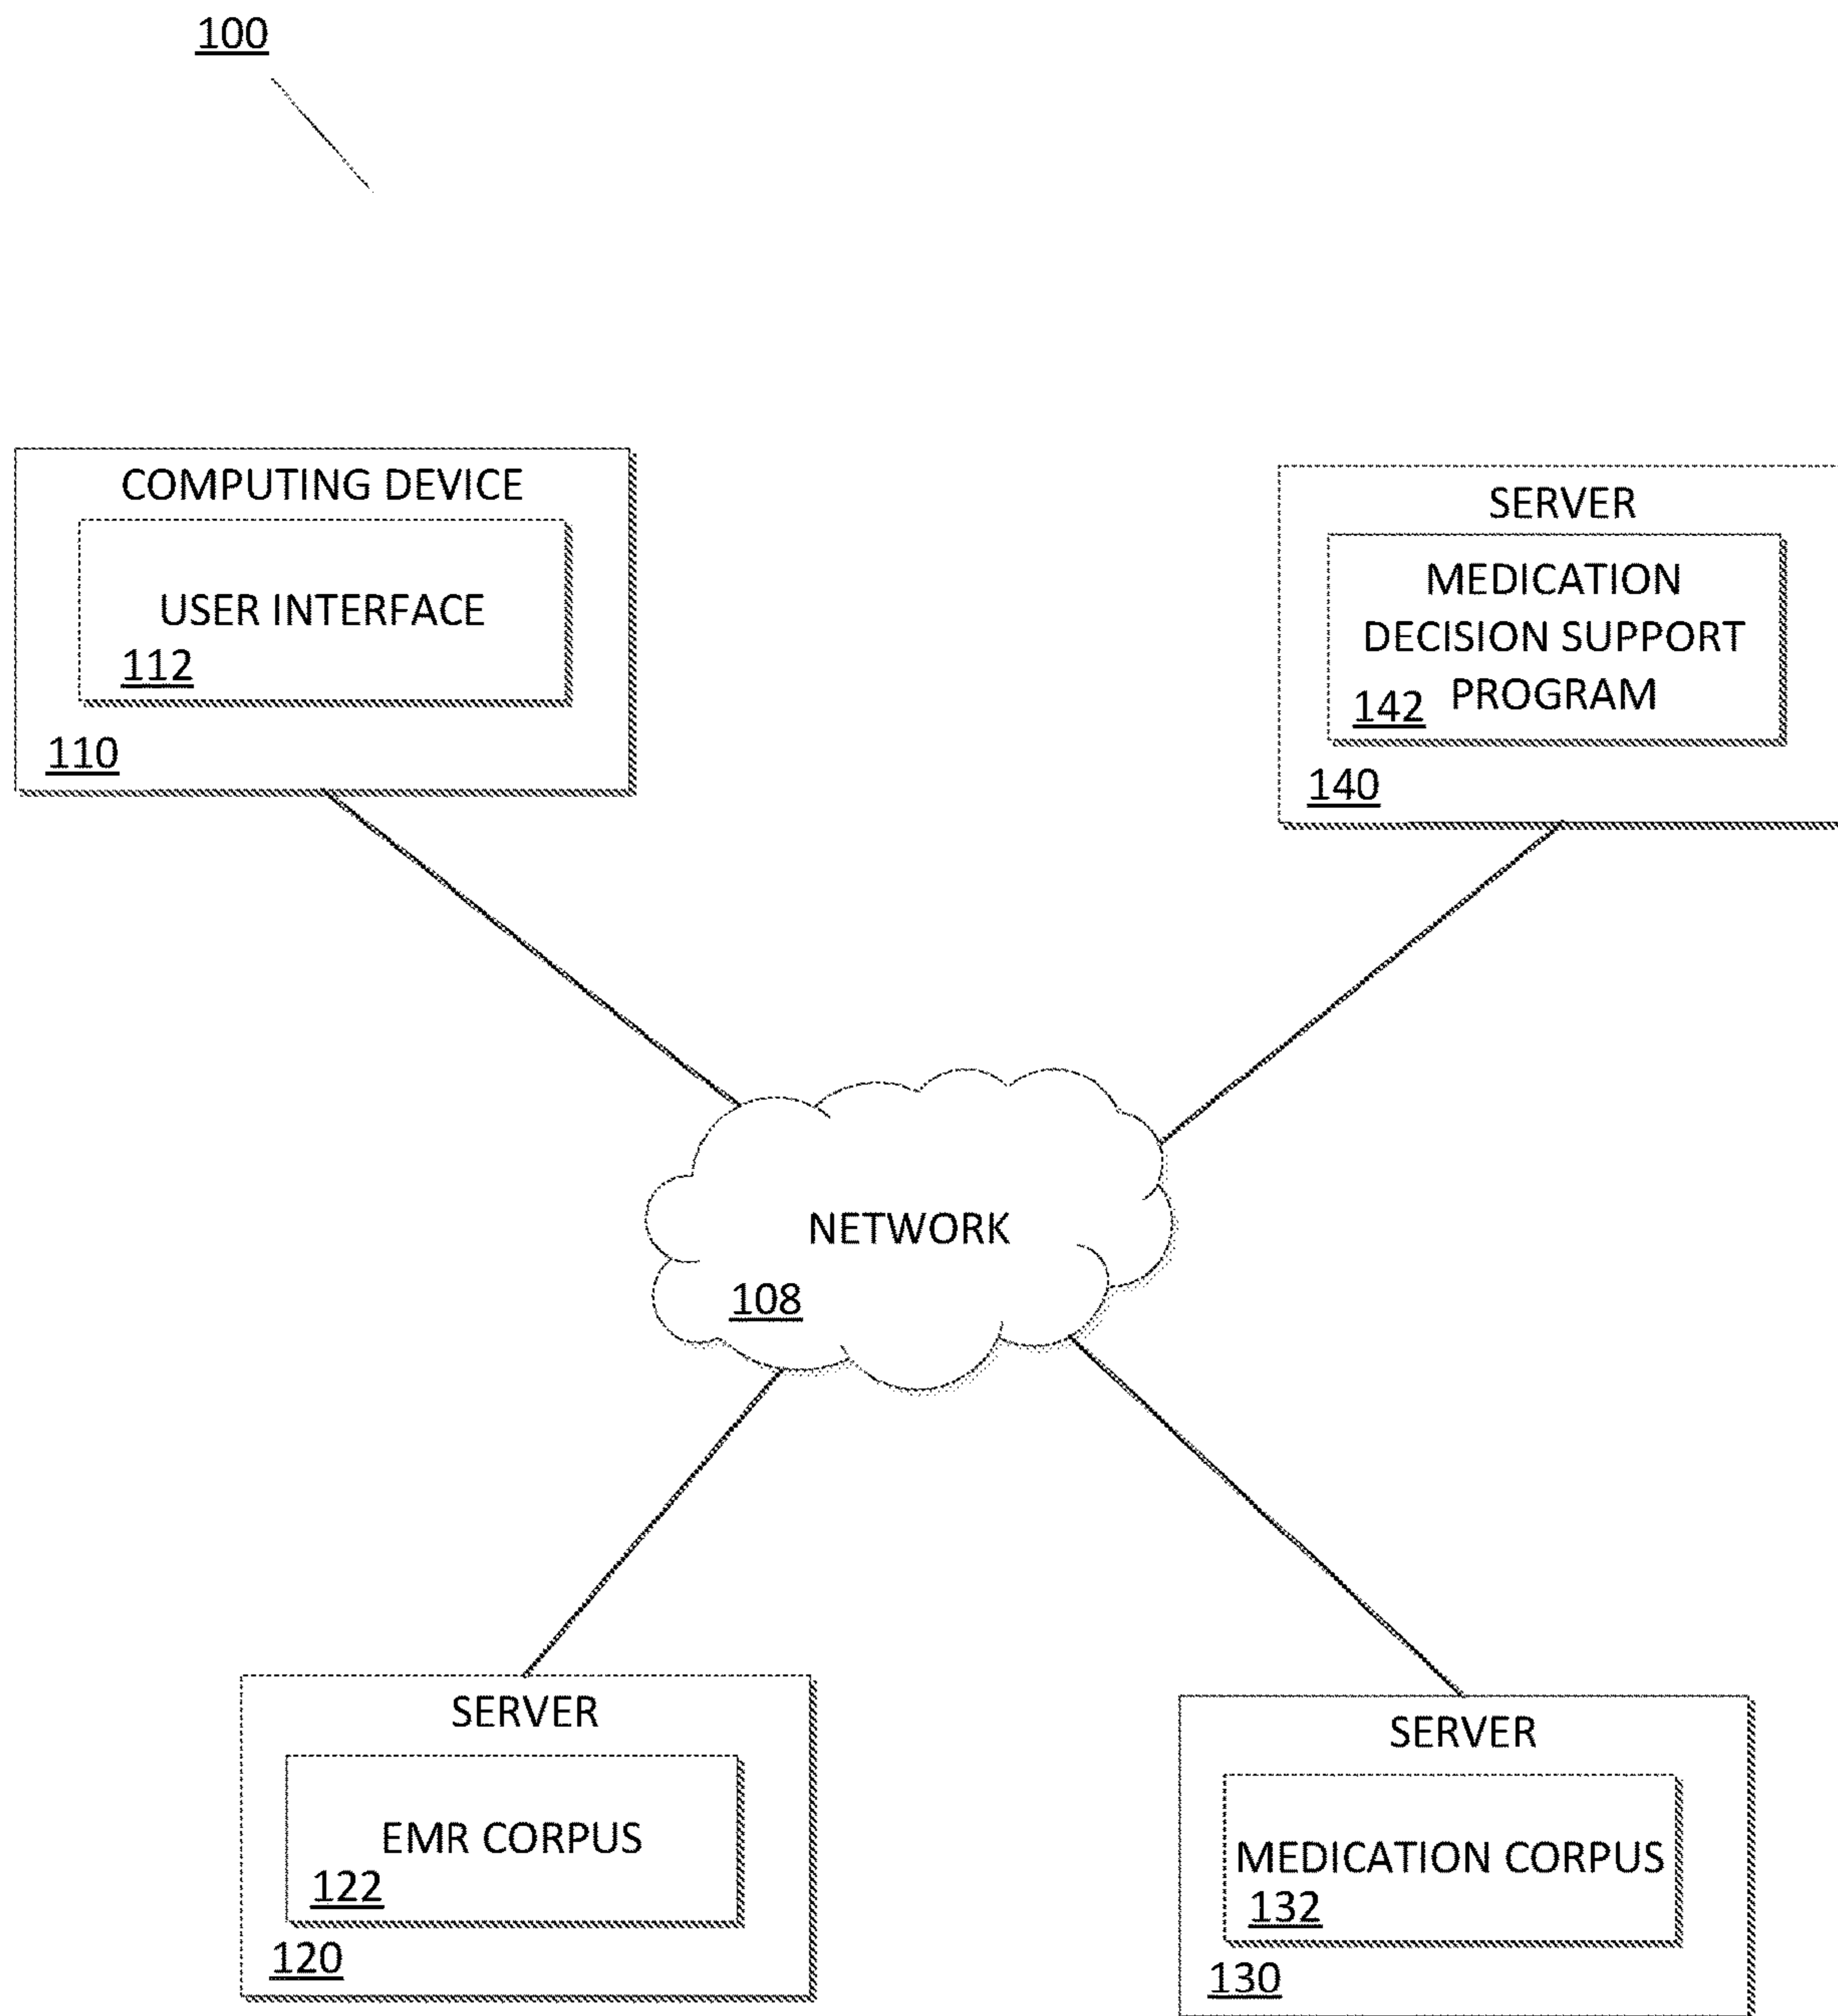 100
COMPUTING DEVICE
USER INTERFACE
112
110
SERVER
MEDICATION
DECISION SUPPORT
PROGRAM
142
140
NETWORK
108
SERVER
EMR CORPUS
122
120
SERVER
MEDICATION CORPUS
132
130